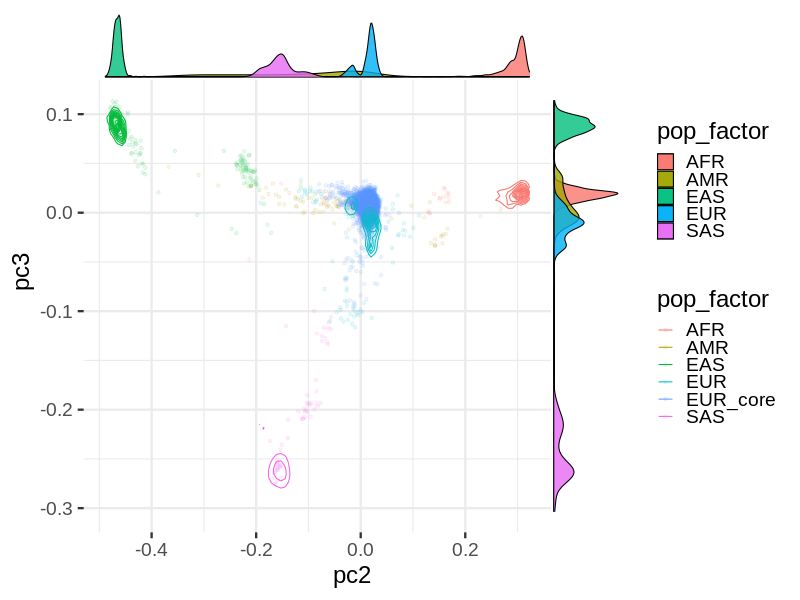 0.1
0.0
-0.1
-0.2
-0.3
pc3
-0.4
-0.2
0.0
0.2
pc2
pop_factor
AFR
AMR
EAS
EUR
SAS
pop_factor
AFR
AMR
EAS
EUR
EUR_core
SAS